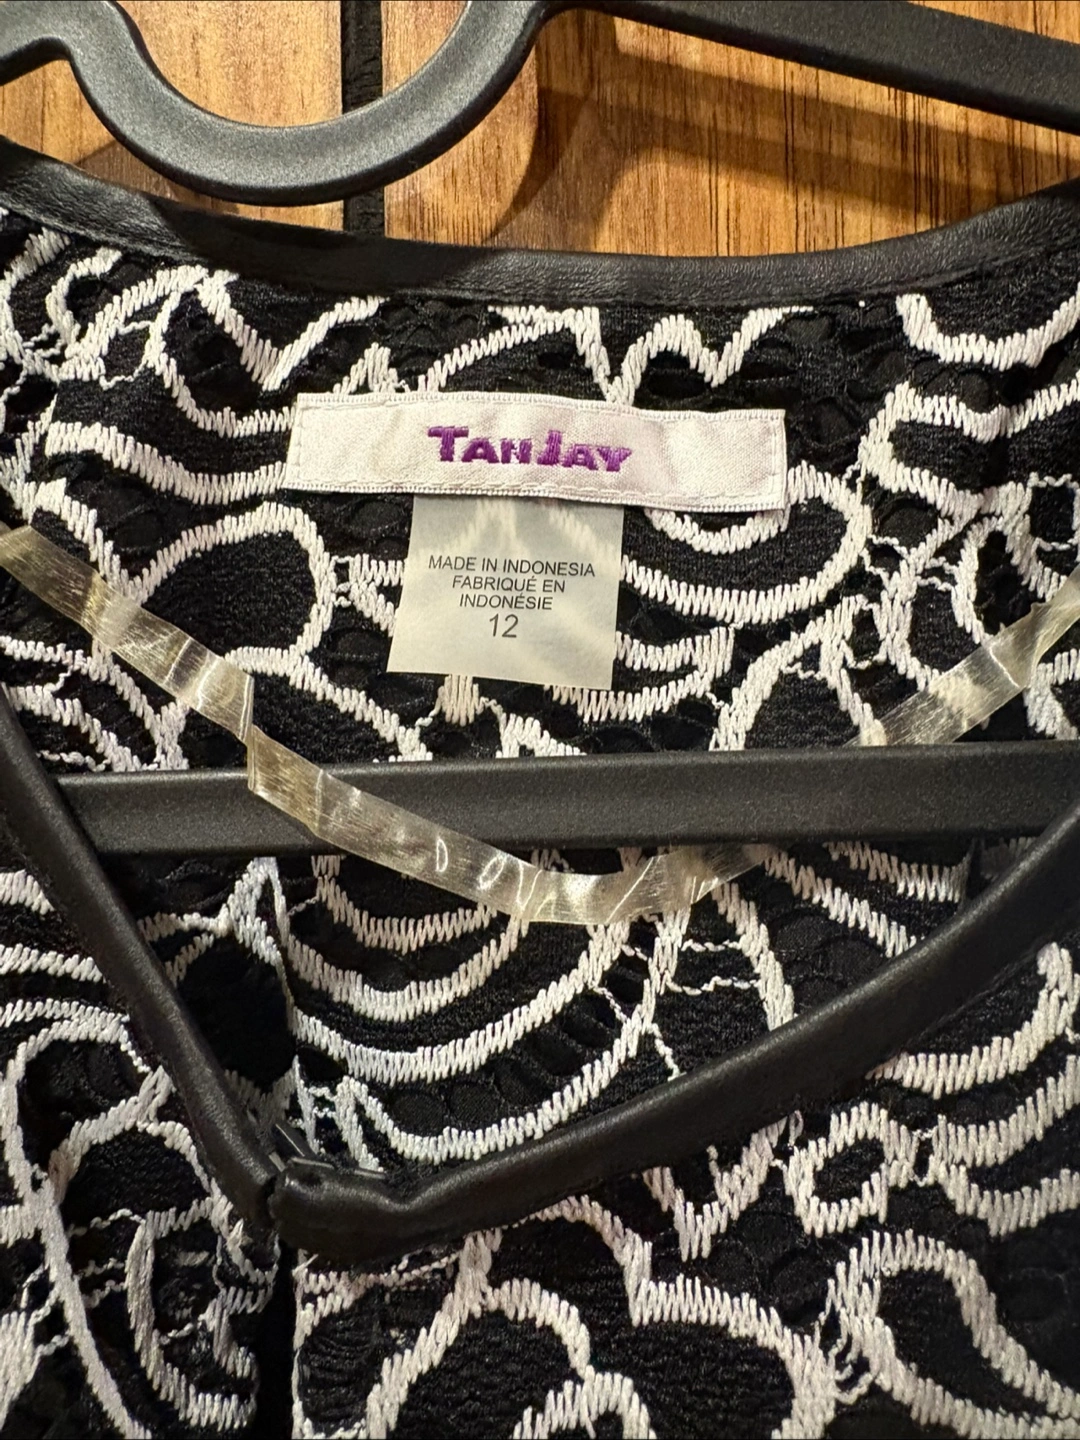 TANJAY
MADE IN INDONESIA
FABRIQUÉ EN
INDONÉSIE
12